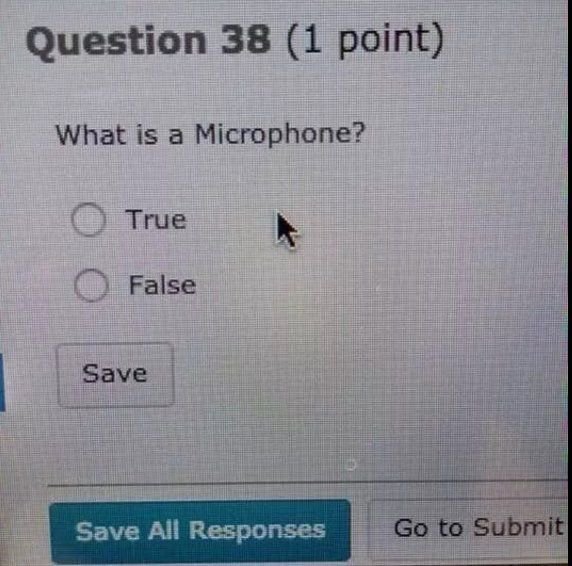 Question 38 (1 point)
What is a Microphone?
True
False
Save
Save All Responses
Go to Submit